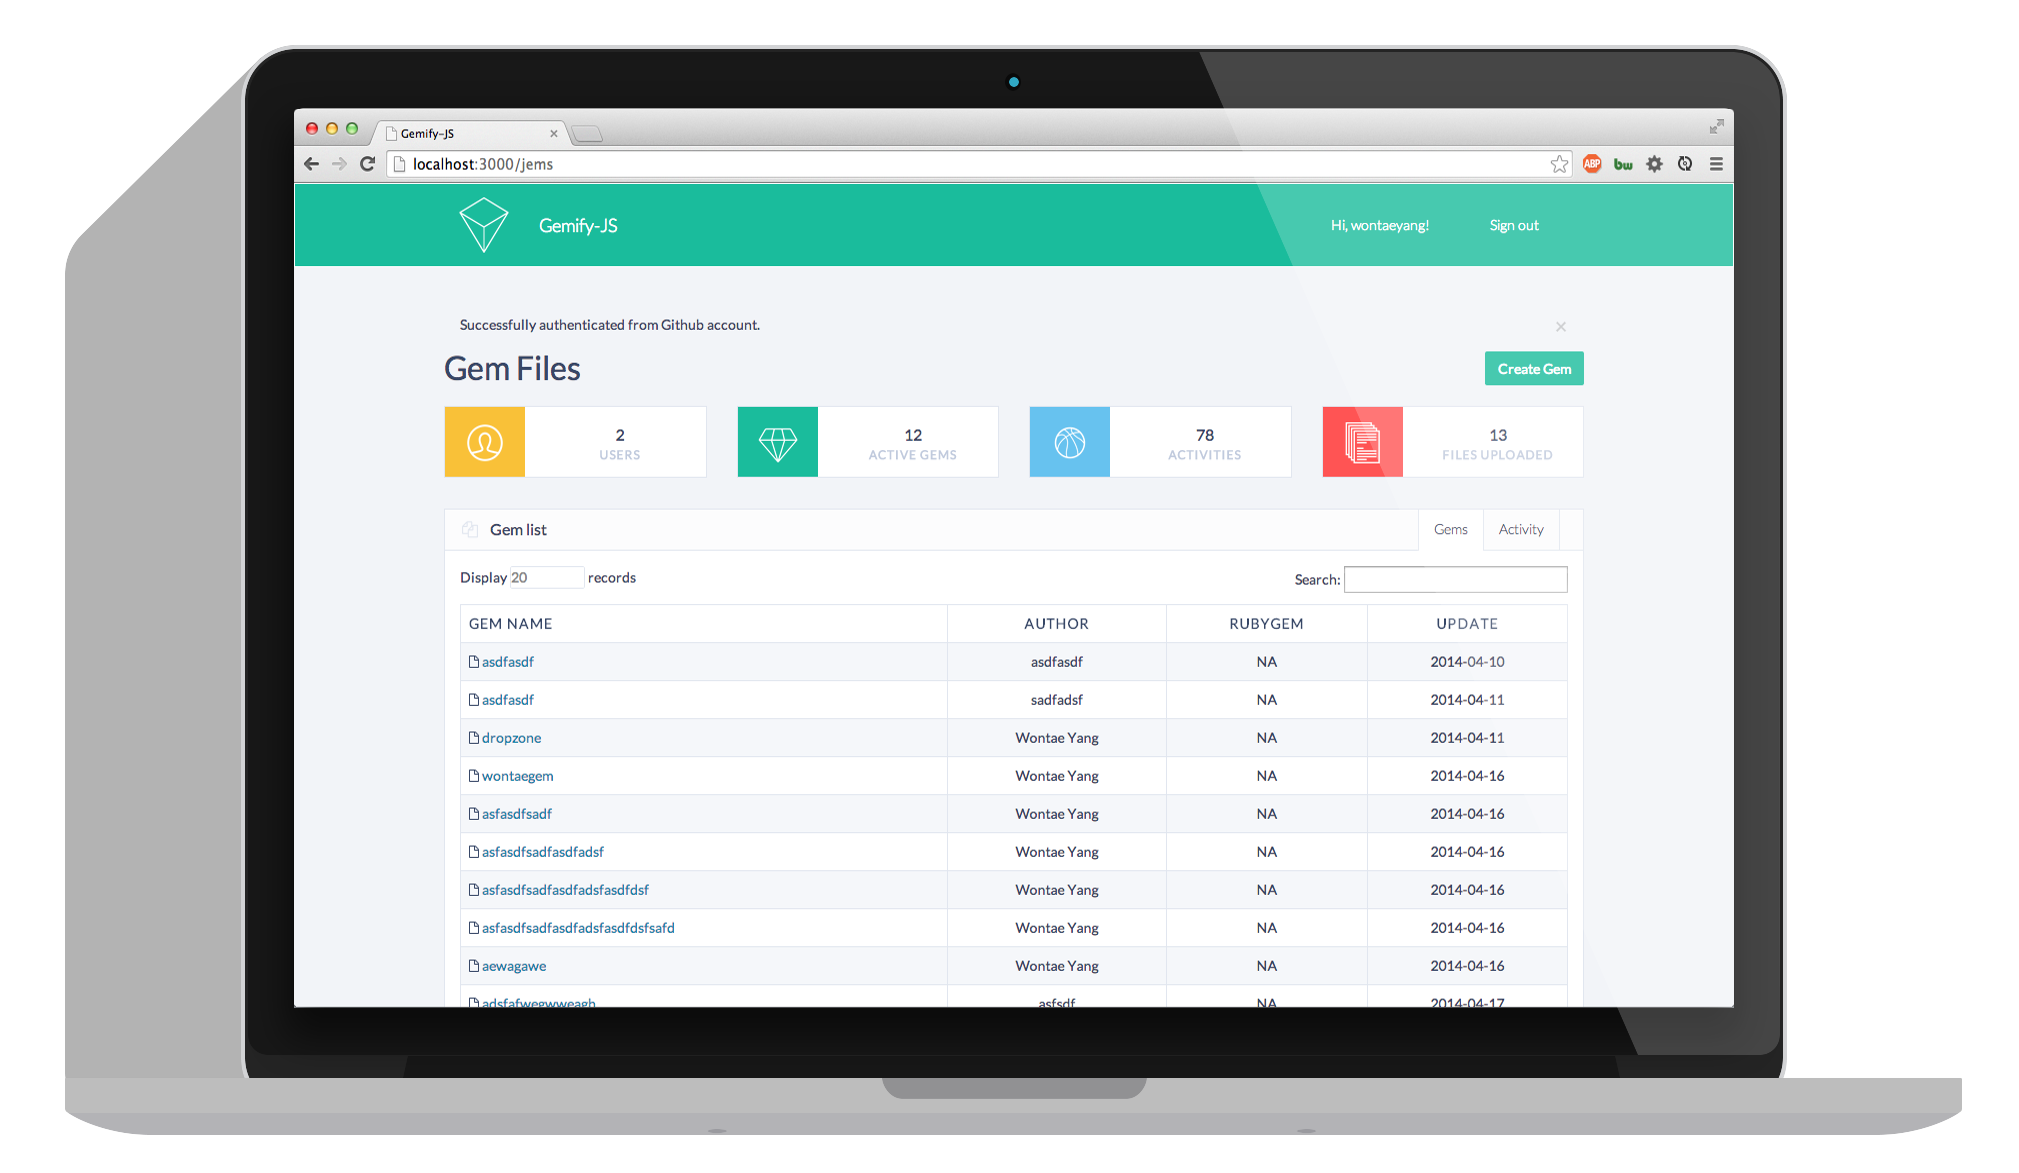 Gemify-JS
localhost:3000/jems
ABP
bw
Gemify-JS
Hi, wontaeyang!
Sign out
Successfully authenticated from Github account.
Gem Files
Create Gem
2
USERS
12
ACTIVE GEMS
78
ACTIVITIES
13
FILES UPLOADED
Gem list
Gems
Activity
Display 20 records
Search:
GEM NAME AUTHOR RUBYGEM UPDATE
asdfasdf asdfasdf NA 2014-04-10
asdfasdf sadfadsf NA 2014-04-11
dropzone Wontae Yang NA 2014-04-11
wontaegem Wontae Yang NA 2014-04-16
asfasdfsadf Wontae Yang NA 2014-04-16
asfasdfsadfasdfadsf Wontae Yang NA 2014-04-16
asfasdfsadfasdfadsfasdfdsf Wontae Yang NA 2014-04-16
asfasdfsadfasdfadsfasdfdsfsafd Wontae Yang NA 2014-04-16
aewagawe Wontae Yang NA 2014-04-16
adsfafwegwweagh asfsdf NA 2014-04-17